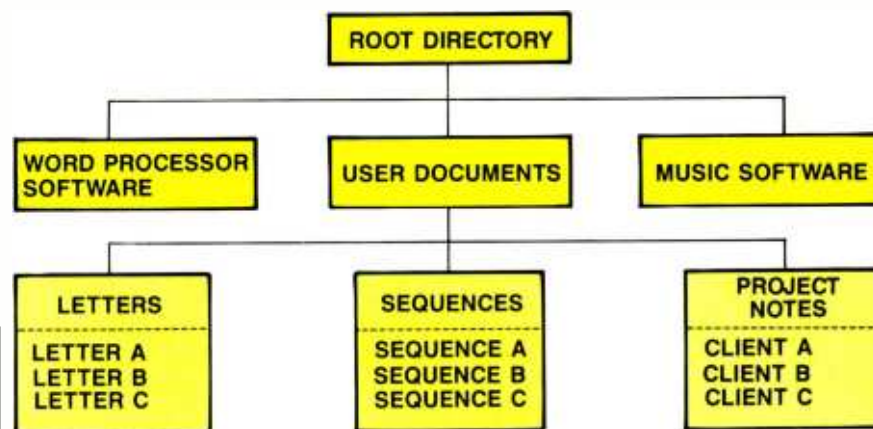 ROOT DIRECTORY
WORD PROCESSOR
SOFTWARE
USER DOCUMENTS
MUSIC SOFTWARE
LETTERS
LETTER A
LETTER B
LETTER C
SEQUENCES
SEQUENCE A
SEQUENCE B
SEQUENCE C
PROJECT
NOTES
CLIENT A
CLIENT B
CLIENT C